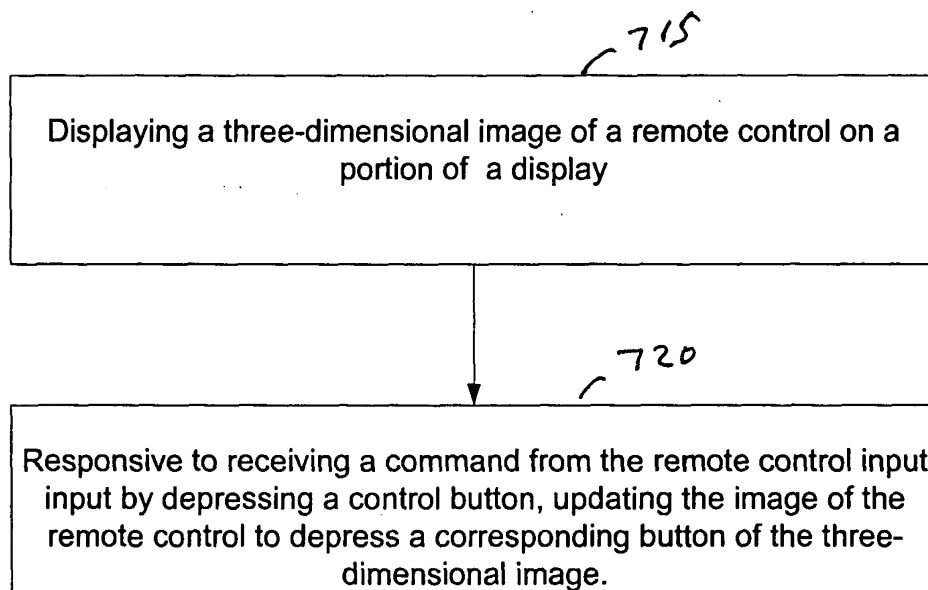 715
Displaying a three-dimensional image of a remote control on a
portion of a display
720
Responsive to receiving a command from the remote control input
input by depressing a control button, updating the image of the
remote control to depress a corresponding button of the three-
dimensional image.